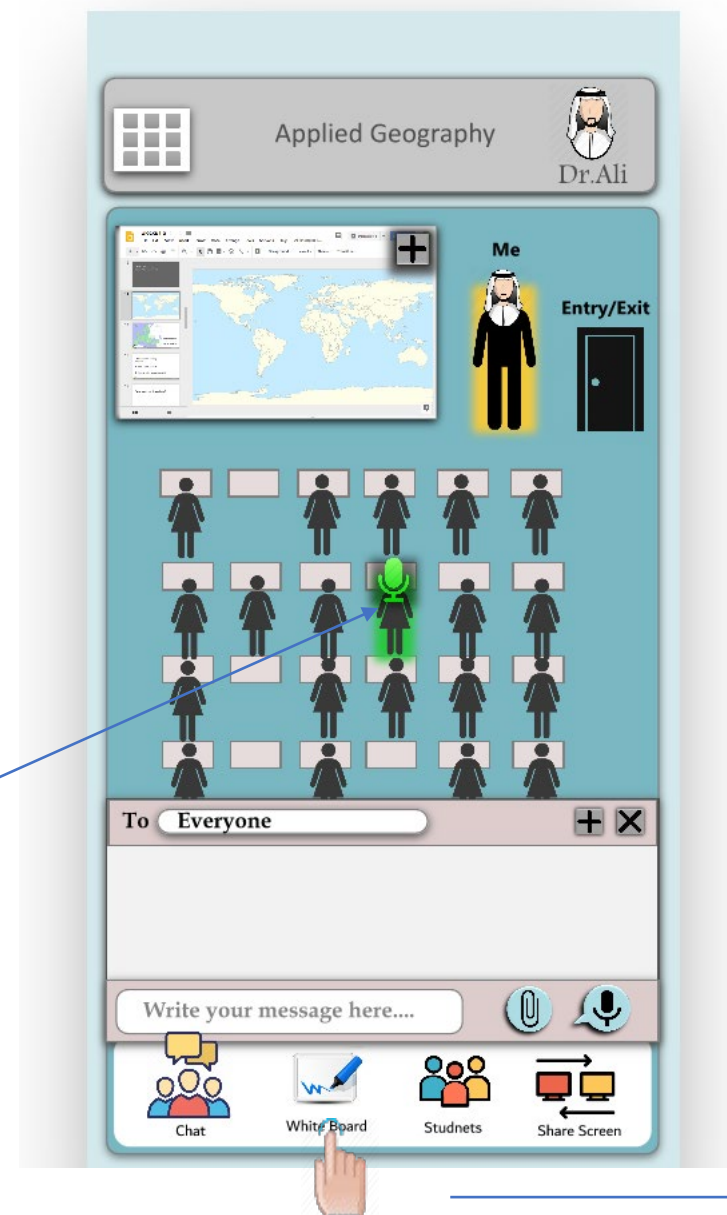 Applied Geography
Dr.Ali
Me
Entry/Exit
To Everyone
Write your message here....
Chat
White Board
Studnets
Share Screen